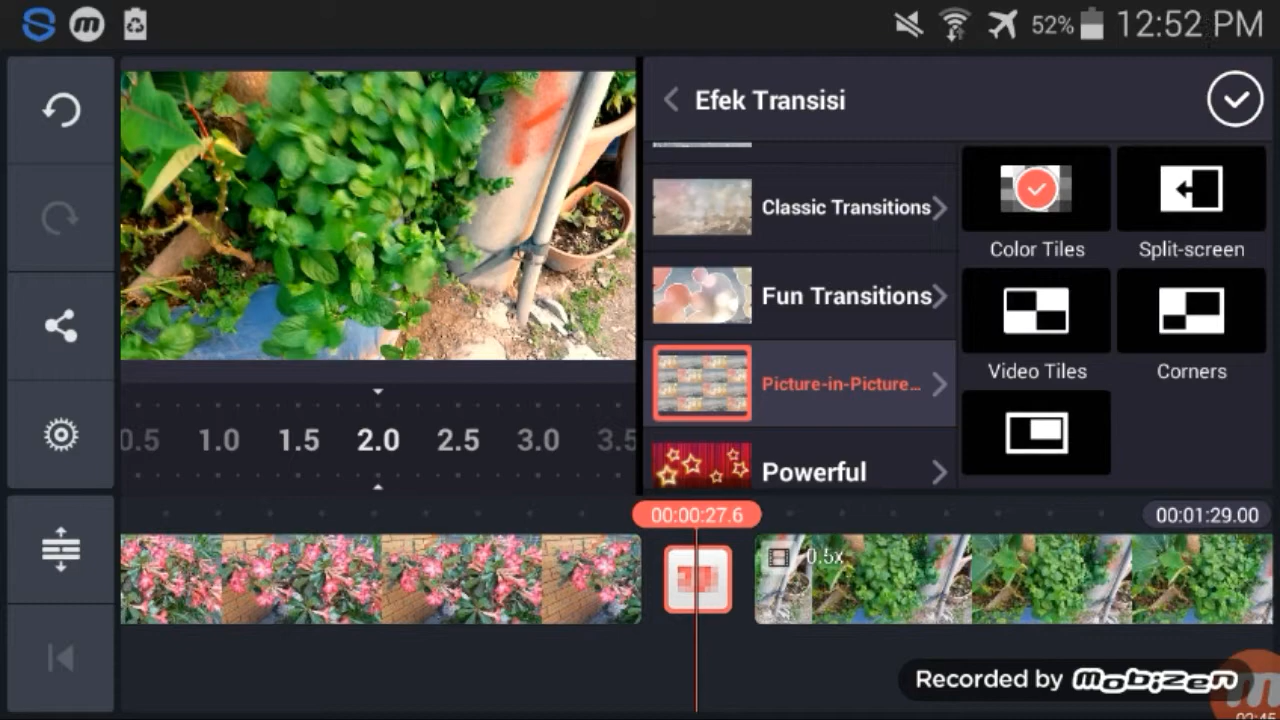 52% 12:52 PM
Efek Transisi
Classic Transitions
Fun Transitions
Picture-in-Picture...
Powerful
Color Tiles
Split-screen
Video Tiles
Corners
0.5 1.0 1.5 2.0 2.5 3.0 3.5
00:00:27.6
00:01:29.00
0.5x
Recorded by Mobizen
02:45